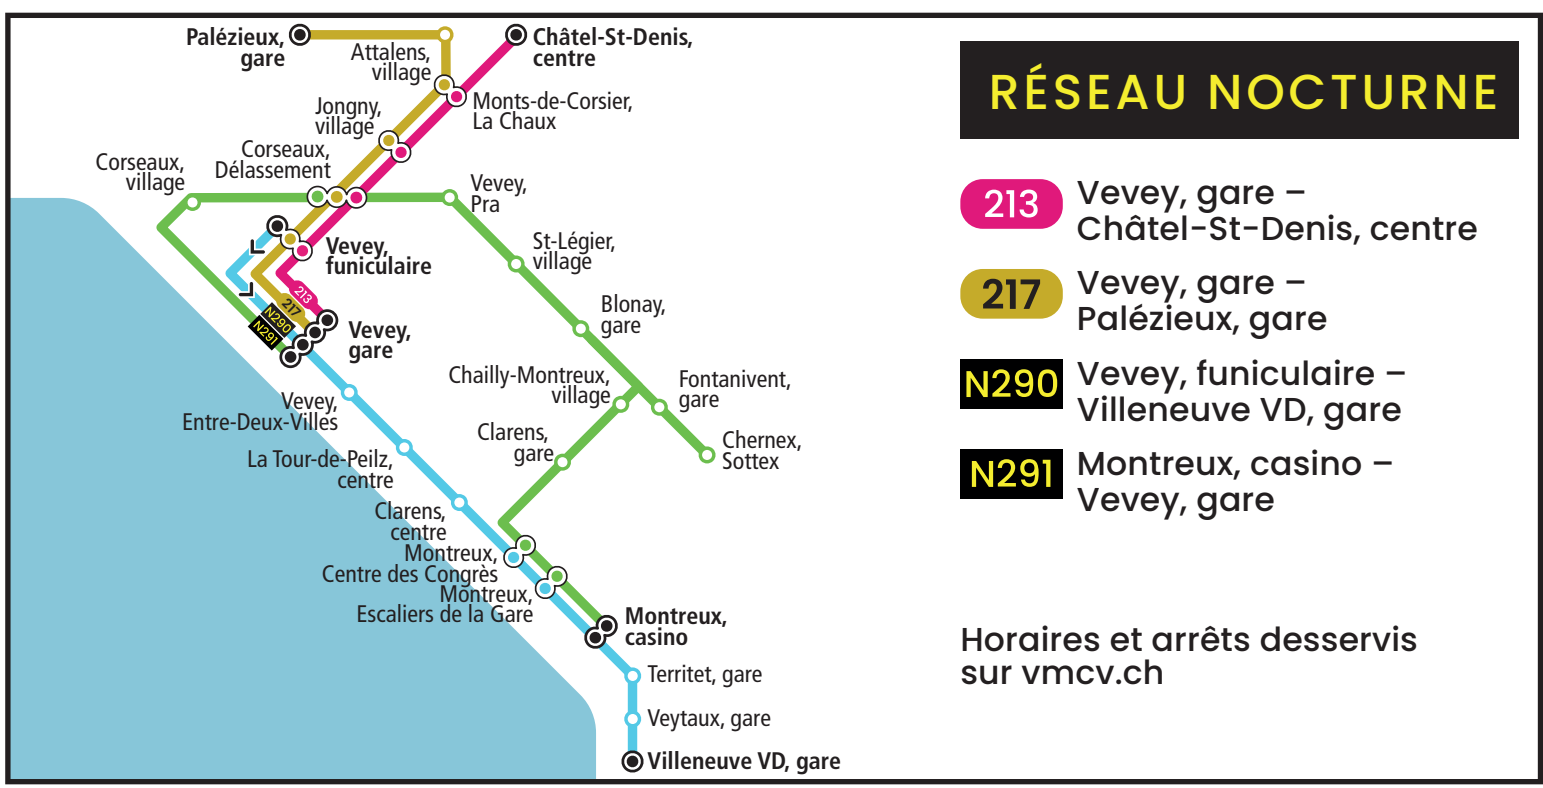 Palézieux,
gare
Attalens,
village
Châtel-St-Denis,
centre
Monts-de-Corsier,
La Chaux
Jongny,
village
Corseaux,
Délassement
Corseaux,
village
Vevey,
Pra
Vevey,
funiculaire
St-Légier,
village
213
217
N290
N291
Vevey,
gare
Blonay,
gare
Chailly-Montreux,
village
Fontanivent,
gare
Vevey,
Entre-Deux-Villes
Clarens,
gare
Chernex,
Sottex
La Tour-de-Peilz,
centre
Clarens,
centre
Montreux,
Centre des Congrès
Montreux,
Escaliers de la Gare
Montreux,
casino
Territet, gare
Veytaux, gare
Villeneuve VD, gare
RÉSEAU NOCTURNE
213 Vevey, gare –
Châtel-St-Denis, centre
217 Vevey, gare –
Palézieux, gare
N290 Vevey, funiculaire –
Villeneuve VD, gare
N291 Montreux, casino –
Vevey, gare
Horaires et arrêts desservis
sur vmcv.ch